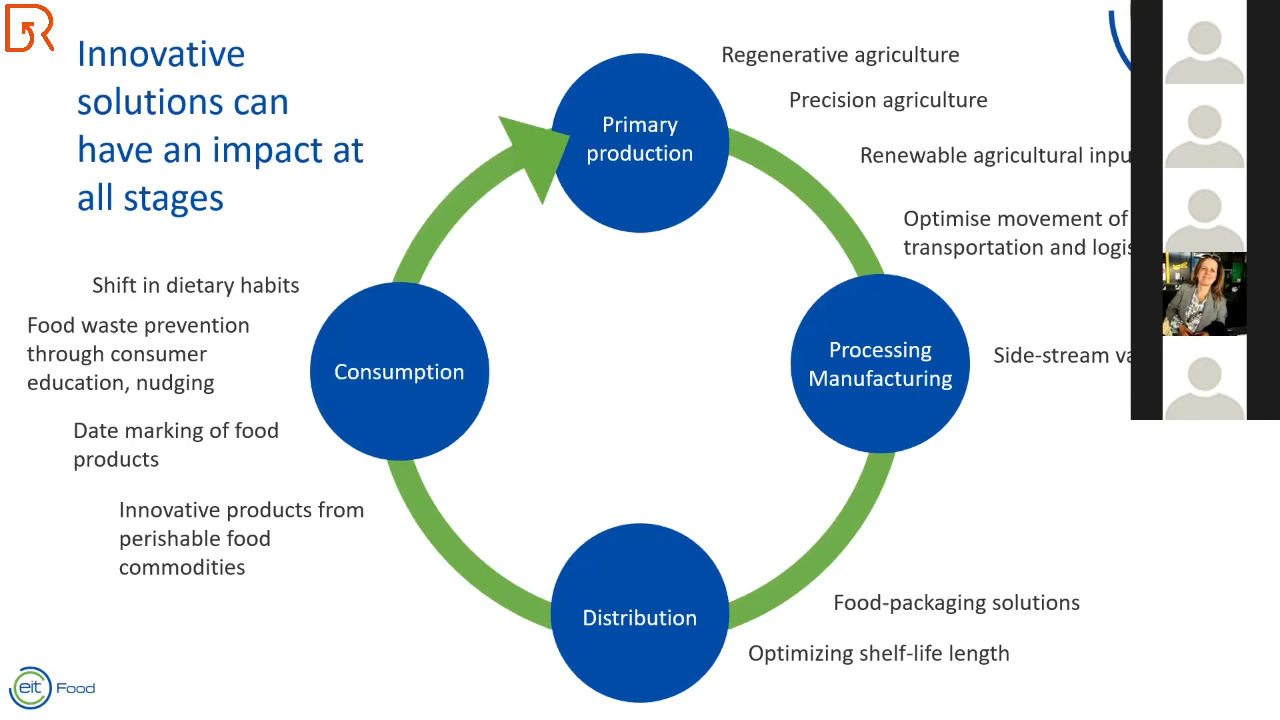 Innovative
solutions can
have an impact at
all stages
Regenerative agriculture
Precision agriculture
Renewable agricultural
Optimise movement of
transportation and
Primary
production
Processing
Manufacturing
Side-stream
Food-packaging solutions
Optimizing shelf-life length
Distribution
Consumption
Shift in dietary habits
Food waste prevention
through consumer
education, nudging
Date marking of food
products
Innovative products from
perishable food
commodities
eit Food